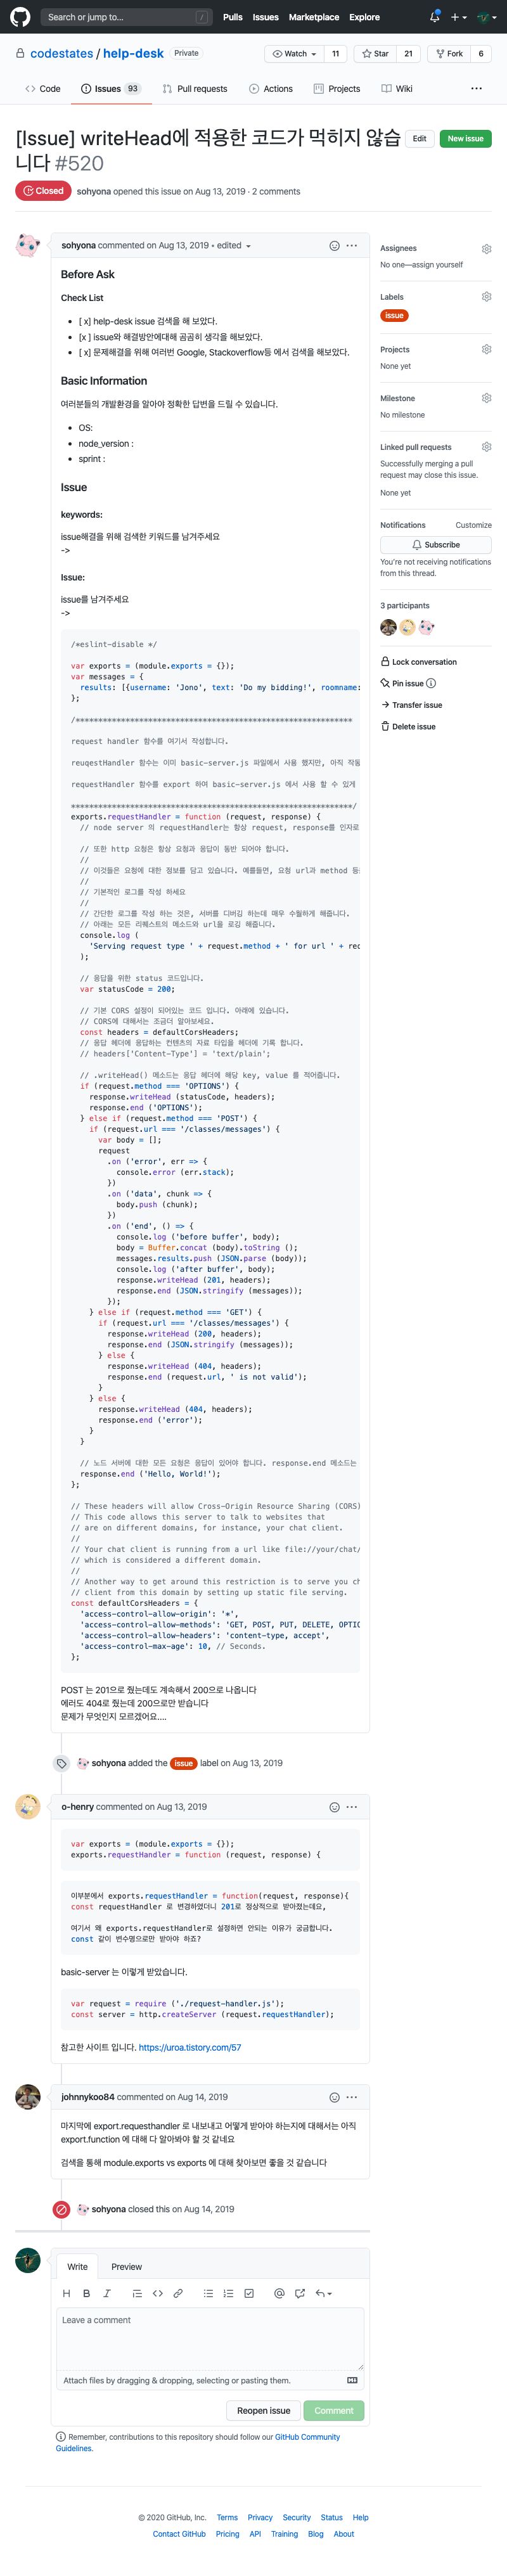 Search or jump to... /
Pulls Issues Marketplace Explore
codestates / help-desk Private
Watch 11 Star 21 Fork 6
Code Issues 93 Pull requests Actions Projects Wiki
[Issue] writeHead에 적용한 코드가 먹히지 않습
니다 #520
Edit New issue
Closed sohyona opened this issue on Aug 13, 2019 · 2 comments
sohyona commented on Aug 13, 2019 • edited
Before Ask
Check List
[ x] help-desk issue 검색을 해 보았다.
[x ] issue와 해결방안에대해 곰곰히 생각을 해보았다.
[ x] 문제해결을 위해 여러번 Google, Stackoverflow등 에서 검색을 해보았다.
Basic Information
여러분들의 개발환경을 알아야 정확한 답변을 드릴 수 있습니다.
OS:
node_version :
sprint :
Issue
keywords:
issue해결을 위해 검색한 키워드를 남겨주세요
->
Issue:
issue를 남겨주세요
->
/*eslint-disable */
var exports = (module.exports = {});
var messages = {
results: [{username: 'Jono', text: 'Do my bidding!', roomname:
};
/*************************************************************
request handler 함수를 여기서 작성합니다.
reuqestHandler 함수는 이미 basic-server.js 파일에서 사용 했지만, 아직 작동
requestHandler 함수를 export 하여 basic-server.js 에서 사용 할 수 있게
**************************************************************/
exports.requestHandler = function (request, response) {
// node server 의 requestHandler는 항상 request, response를 인자로
// 또한 http 요청은 항상 요청과 응답이 동반 되어야 합니다.
//
// 이것들은 요청에 대한 정보를 담고 있습니다. 예를들면, 요청 url과 method 등
//
// 기본적인 로그를 작성 하세요
//
// 간단한 로그를 작성 하는 것은, 서버를 디버깅 하는데 매우 수월하게 해줍니다.
// 아래는 모든 리퀘스트의 메소드와 url을 로깅 해줍니다.
console.log (
'Serving request type ' + request.method + ' for url ' + rec
);
// 응답을 위한 status 코드입니다.
var statusCode = 200;
// 기본 CORS 설정이 되어있는 코드 입니다. 아래에 있습니다.
// CORS에 대해서는 조금더 알아보세요.
const headers = defaultCorsHeaders;
// 응답 헤더에 응답하는 컨텐츠의 자료 타입을 헤더에 기록 합니다.
// headers['Content-Type'] = 'text/plain';
// .writeHead() 메소드는 응답 헤더에 해당 key, value 를 적어줍니다.
if (request.method === 'OPTIONS') {
response.writeHead (statusCode, headers);
response.end ('OPTIONS');
} else if (request.method === 'POST') {
if (request.url === '/classes/messages') {
var body = [];
request
.on ('error', err => {
console.error (err.stack);
})
.on ('data', chunk => {
body.push (chunk);
})
.on ('end', () => {
console.log ('before buffer', body);
body = Buffer.concat (body).toString ();
messages.results.push (JSON.parse (body));
console.log ('after buffer', body);
response.writeHead (201, headers);
response.end (JSON.stringify (messages));
});
} else if (request.method === 'GET') {
if (request.url === '/classes/messages') {
response.writeHead (200, headers);
response.end (JSON.stringify (messages));
} else {
response.writeHead (404, headers);
response.end (request.url, ' is not valid');
}
} else {
response.writeHead (404, headers);
response.end ('error');
}
}
// 노드 서버에 대한 모든 요청은 응답이 있어야 합니다. response.end 메소드는
response.end ('Hello, World!');
};
// These headers will allow Cross-Origin Resource Sharing (CORS)
// This code allows this server to talk to websites that
// are on different domains, for instance, your chat client.
//
// Your chat client is running from a url like file://your/chat/
// which is considered a different domain.
//
// Another way to get around this restriction is to serve you ch
// client from this domain by setting up static file serving.
const defaultCorsHeaders = {
'access-control-allow-origin': '*',
'access-control-allow-methods': 'GET, POST, PUT, DELETE, OPTIC
'access-control-allow-headers': 'content-type, accept',
'access-control-max-age': 10, // Seconds.
};
POST 는 201으로 줬는데도 계속해서 200으로 나옵니다
에러도 404로 줬는데 200으로만 받습니다
문제가 무엇인지 모르겠어요....
sohyona added the issue label on Aug 13, 2019
o-henry commented on Aug 13, 2019
var exports = (module.exports = {});
exports.requestHandler = function (request, response) {
이부분에서 exports.requestHandler = function(request, response){
const requestHandler 로 변경하였더니 201로 정상적으로 받아졌는데요,
여기서 왜 exports.requestHandler로 설정하면 안되는 이유가 궁금합니다.
const 같이 변수명으로만 받아야 하죠?
basic-server 는 이렇게 받았습니다.
var request = require ('./request-handler.js');
const server = http.createServer (request.requestHandler);
참고한 사이트 입니다. https://uroa.tistory.com/57
johnnykoo84 commented on Aug 14, 2019
마지막에 export.requesthandler 로 내보내고 어떻게 받아야 하는지에 대해서는 아직
export.function 에 대해 다 알아봐야 할 것 같네요
검색을 통해 module.exports vs exports 에 대해 찾아보면 좋을 것 같습니다
sohyona closed this on Aug 14, 2019
Write Preview
Leave a comment
Attach files by dragging & dropping, selecting or pasting them.
Reopen issue Comment
Remember, contributions to this repository should follow our GitHub Community
Guidelines.
Assignees
No one—assign yourself
Labels
issue
Projects
None yet
Milestone
No milestone
Linked pull requests
Successfully merging a pull
request may close this issue.
None yet
Notifications Customize
Subscribe
You're not receiving notifications
from this thread.
3 participants
Lock conversation
Pin issue
Transfer issue
Delete issue
© 2020 GitHub, Inc. Terms Privacy Security Status Help
Contact GitHub Pricing API Training Blog About